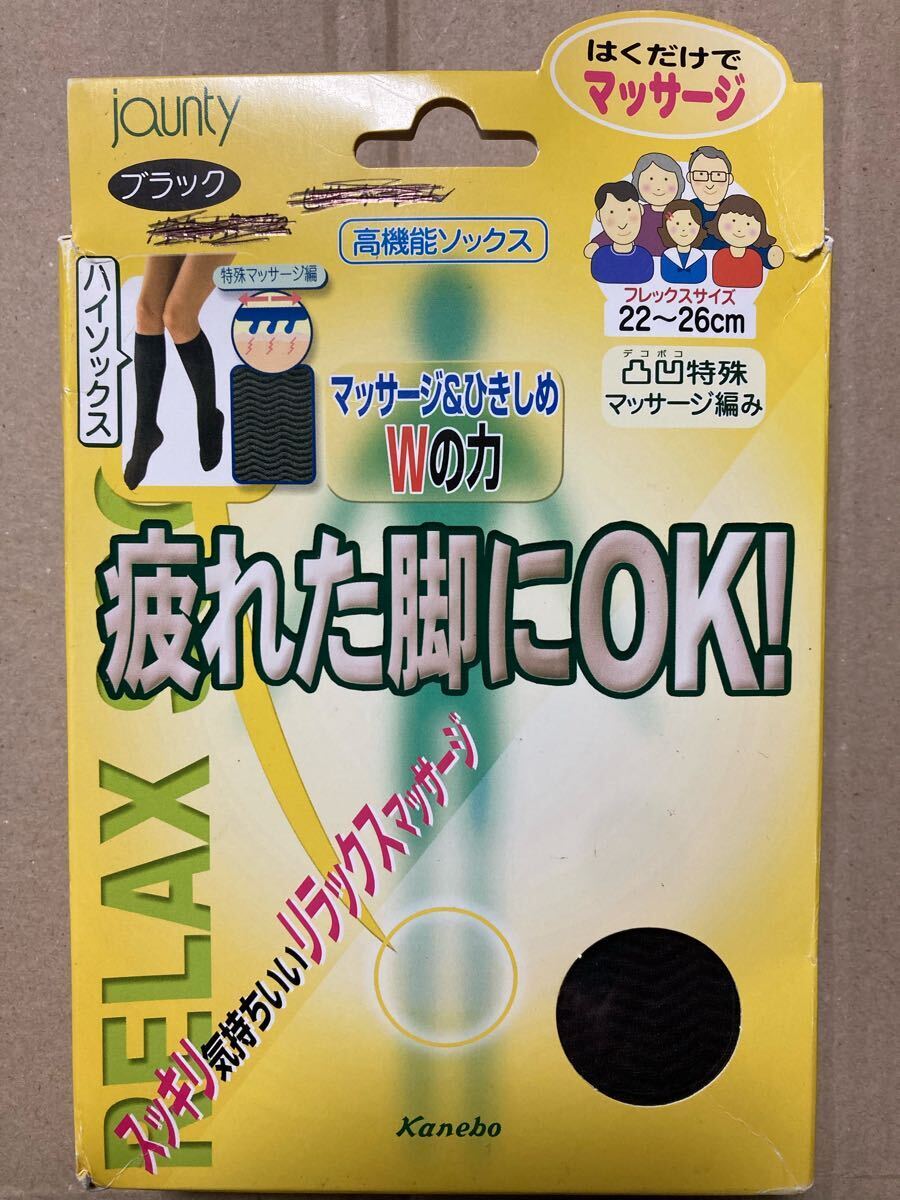 はくだけで
マッサージ
jaunty
ブラック
高機能ソックス
ハイソックス
特殊マッサージ編
フレックスサイズ
22〜26cm
デコボコ
凸凹特殊
マッサージ編み
マッサージ&ひきしめ
Wの力
疲れた脚にOK!
RELAX
スッキリ気持ちいいリラックスマッサージ
Kanebo